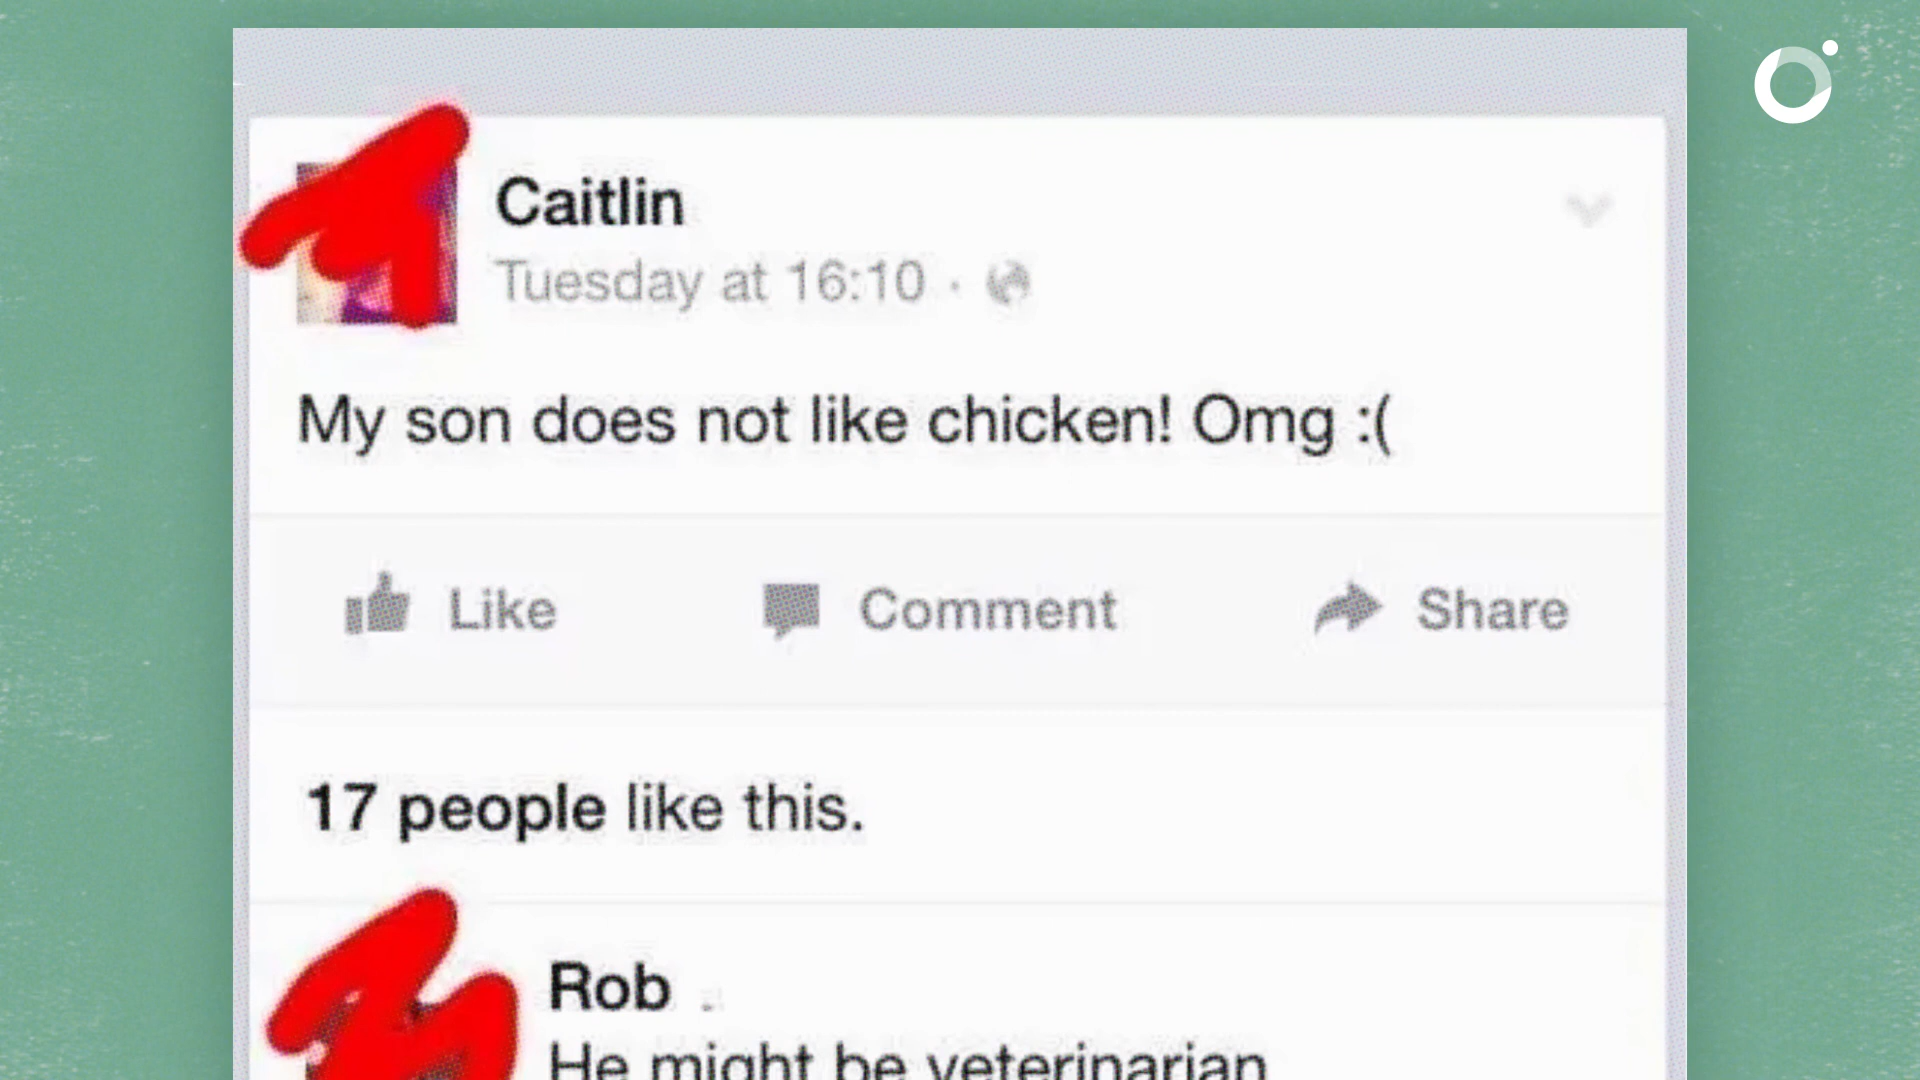 Caitlin
Tuesday at 16:10 ·
My son does not like chicken! Omg :(
Like Comment Share
17 people like this.
Rob .
He might be veterinarian